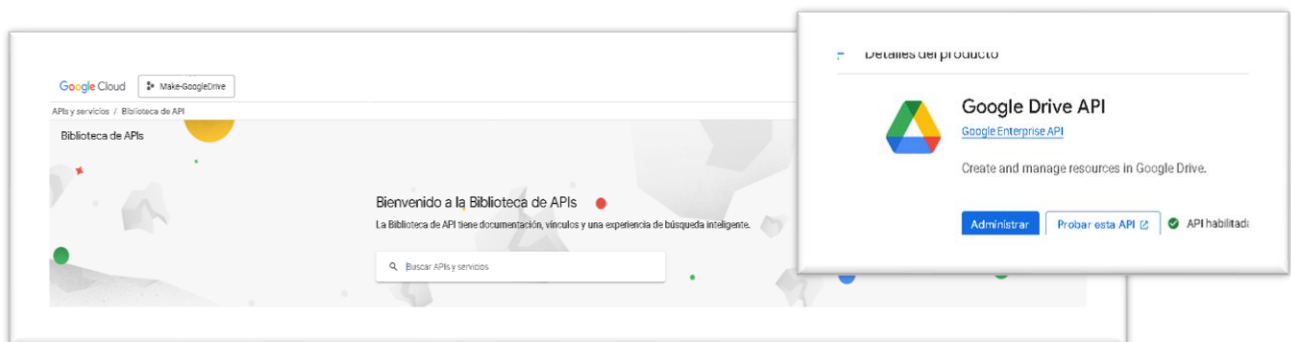 Google Cloud
Make-GoogleDrive
APIs y servicios / Biblioteca de API
Biblioteca de APIs
Bienvenido a la Biblioteca de APIs
La Biblioteca de API tiene documentación, vínculos y una experiencia de búsqueda inteligente.
Buscar APIs y servicios
Detalles del producto
Google Drive API
Google Enterprise API
Create and manage resources in Google Drive.
Administrar
Probar esta API
API habilitada